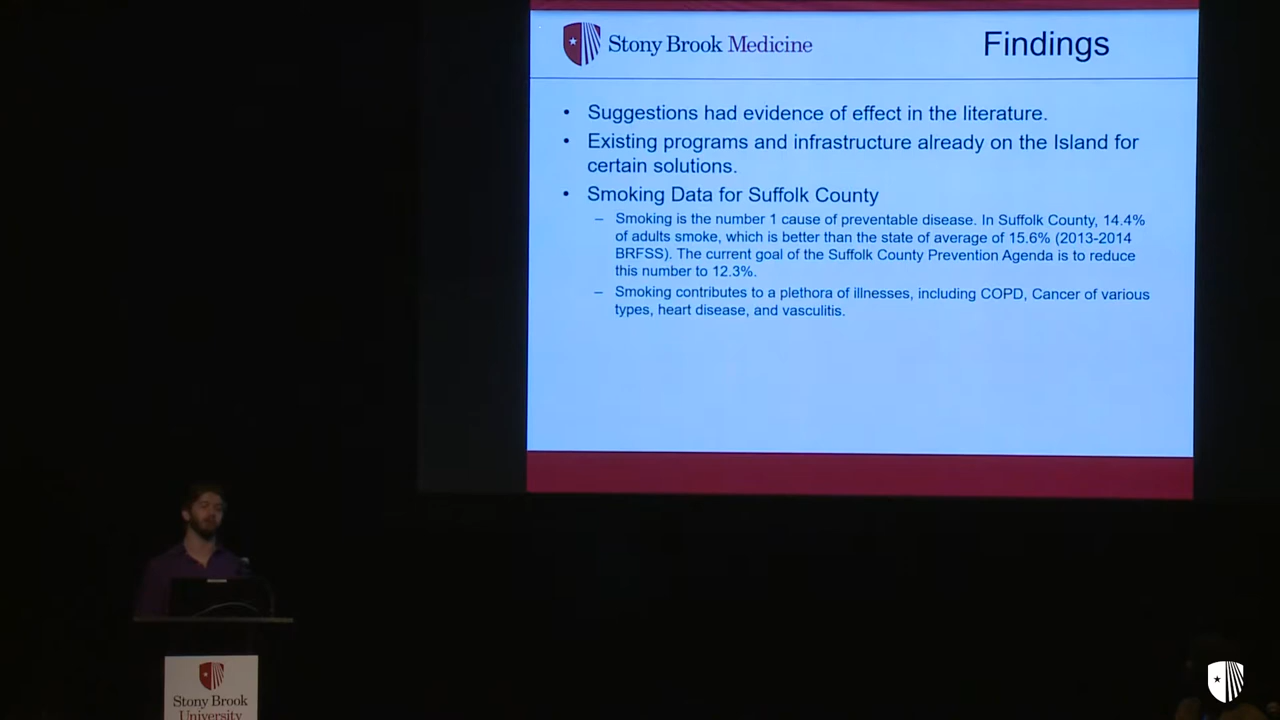 Stony Brook Medicine
Findings
• Suggestions had evidence of effect in the literature.
• Existing programs and infrastructure already on the Island for
certain solutions.
• Smoking Data for Suffolk County
– Smoking is the number 1 cause of preventable disease. In Suffolk County, 14.4%
of adults smoke, which is better than the state of average of 15.6% (2013-2014
BRFSS). The current goal of the Suffolk County Prevention Agenda is to reduce
this number to 12.3%.
– Smoking contributes to a plethora of illnesses, including COPD, Cancer of various
types, heart disease, and vasculitis.
Stony Brook
University